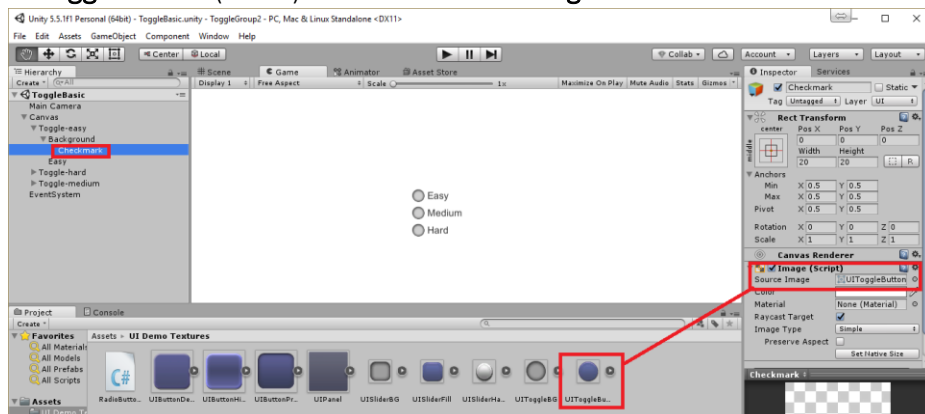 Unity 5.5.1f1 Personal (64bit) - ToggleBasic.unity - ToggleGroup2 - PC, Mac & Linux Standalone <DX11>
File Edit Assets GameObject Component Window Help
Center Local Collab Account Layers Layout
Hierarchy
Create All
ToggleBasic
Main Camera
Canvas
Toggle-easy
Background
Checkmark
Easy
Toggle-hard
Toggle-medium
EventSystem
Scene Game Animator Asset Store
Display 1 Free Aspect Scale 1x Maximize On Play Mute Audio Stats Gizmos
Easy
Medium
Hard
Inspector Services
Checkmark Static
Tag Untagged Layer UI
Rect Transform
center Pos X Pos Y Pos Z
middle 0 0 0
Width Height
20 20 R
Anchors
Min X 0.5 Y 0.5
Max X 0.5 Y 0.5
Pivot X 0.5 Y 0.5
Rotation X 0 Y 0 Z 0
Scale X 1 Y 1 Z 1
Canvas Renderer
Image (Script)
Source Image UIToggleButton
Color
Material None (Material)
Raycast Target
Image Type Simple
Preserve Aspect
Set Native Size
Checkmark
Project Console
Create
Favorites
All Materials
All Models
All Prefabs
All Scripts
Assets
UI Demo Te
Assets UI Demo Textures
C#
RadioButto... UIButtonDe... UIButtonHi... UIButtonPr... UIPanel UISliderBG UISliderFill UISliderHa... UIToggleBG UIToggleBu...